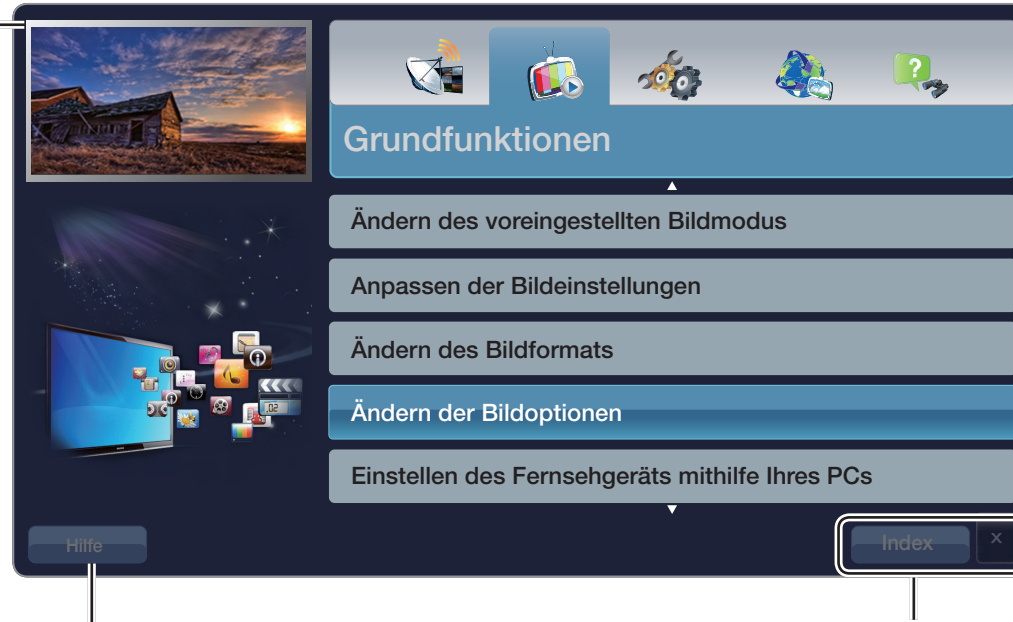 Grundfunktionen
Ändern des voreingestellten Bildmodus
Anpassen der Bildeinstellungen
Ändern des Bildformats
Ändern der Bildoptionen
Einstellen des Fernsehgeräts mithilfe Ihres PCs
Hilfe
Index
x